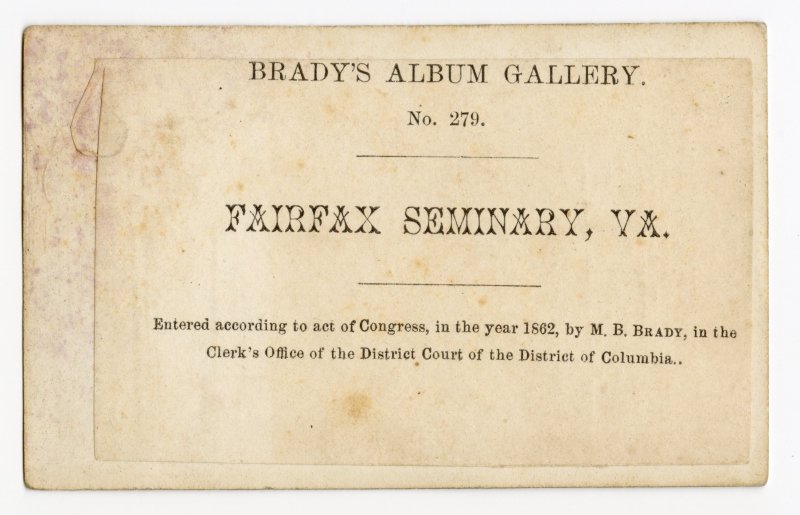 BRADY'S ALBUM GALLERY.
No. 279.
FAIRFAX SEMINARY, VA.
Entered according to act of Congress, in the year 1862, by M. B. BRADY, in the
Clerk's Office of the District Court of the District of Columbia..